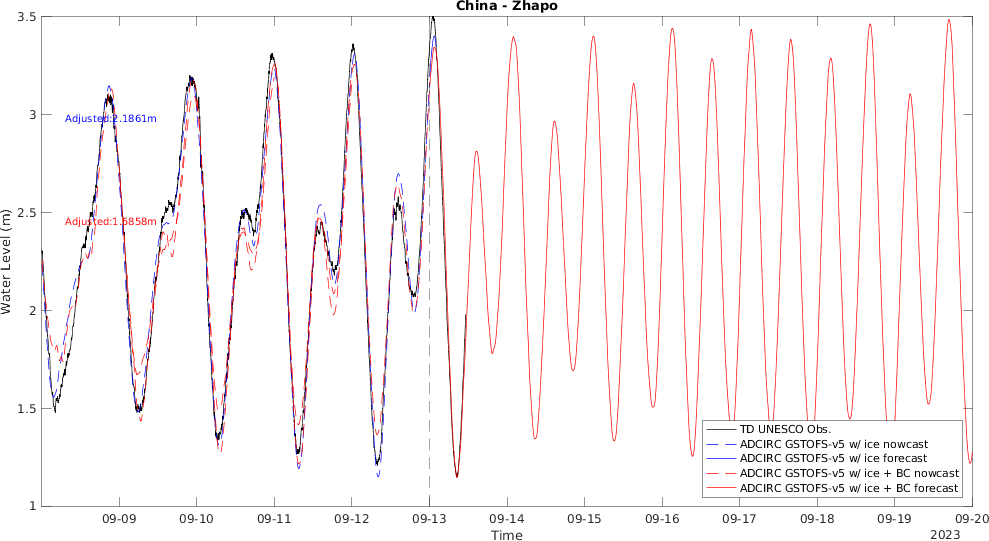 China - Zhapo
3.5
3
2.5
2
1.5
1
Water Level (m)
Adjusted:2.1861m
Adjusted:1.5858m
TD UNESCO Obs.
ADCIRC GSTOFS-v5 w/ ice nowcast
ADCIRC GSTOFS-v5 w/ ice forecast
ADCIRC GSTOFS-v5 w/ ice + BC nowcast
ADCIRC GSTOFS-v5 w/ ice + BC forecast
09-09 09-10 09-11 09-12 09-13 09-14 09-15 09-16 09-17 09-18 09-19 09-20
Time
2023